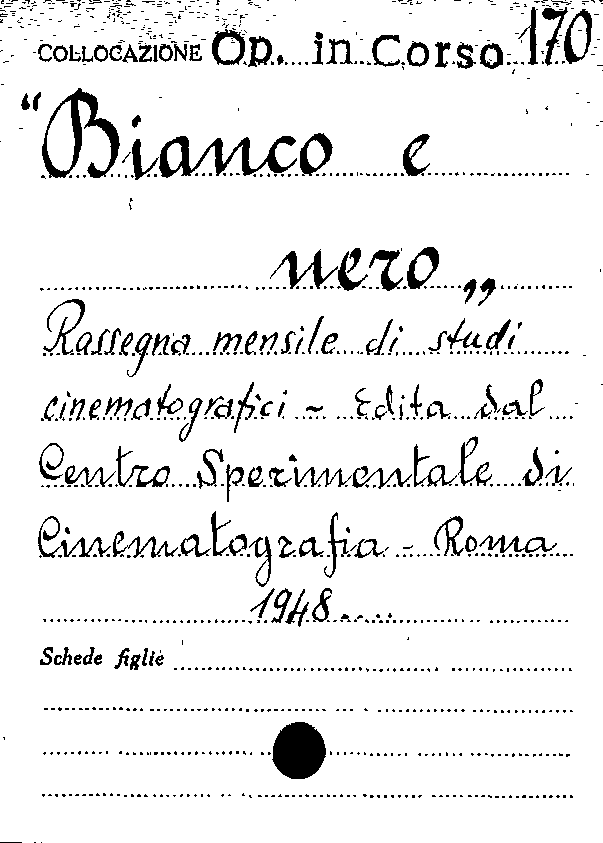 COLLOCAZIONE Op. in Corso 170
“Bianco e
nero„
Rassegna mensile di studi
cinematografici - Edita dal
Centro Sperimentale di
Cinematografia - Roma
1948....
Schede figlie